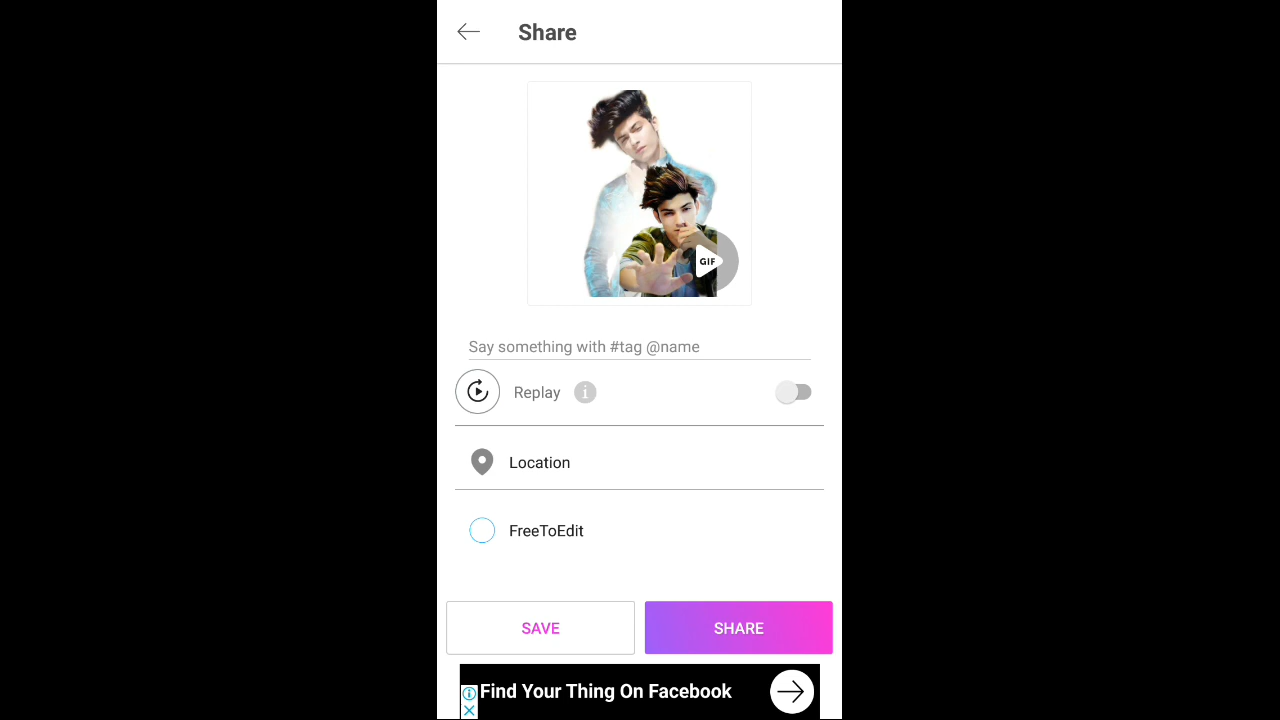 Share
GIF
Say something with #tag @name
Replay
Location
FreeToEdit
SAVE
SHARE
Find Your Thing On Facebook